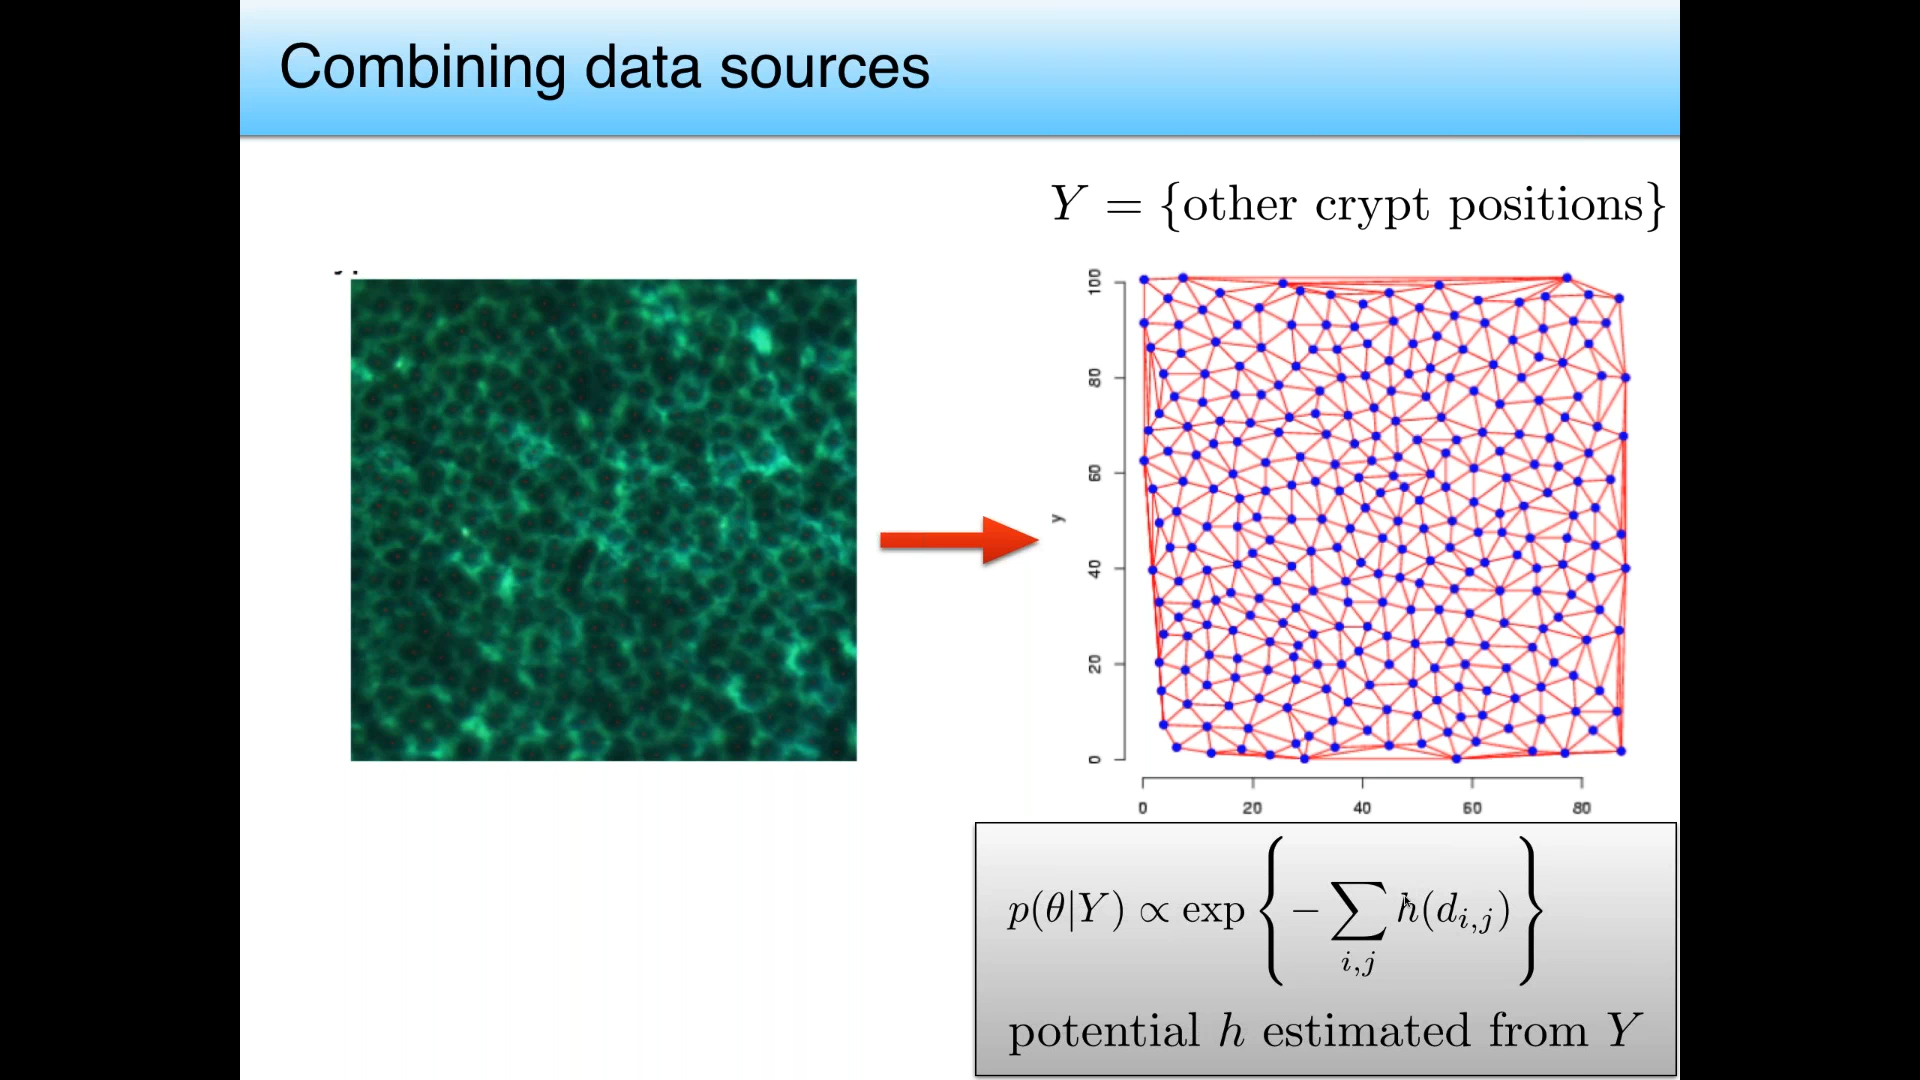 Combining data sources
Y = {other crypt positions}
100
80
60
40
20
0
y
0 20 40 60 80
p(θ|Y) ∝ exp { − ∑ h(d_{i,j}) }
i,j
potential h estimated from Y